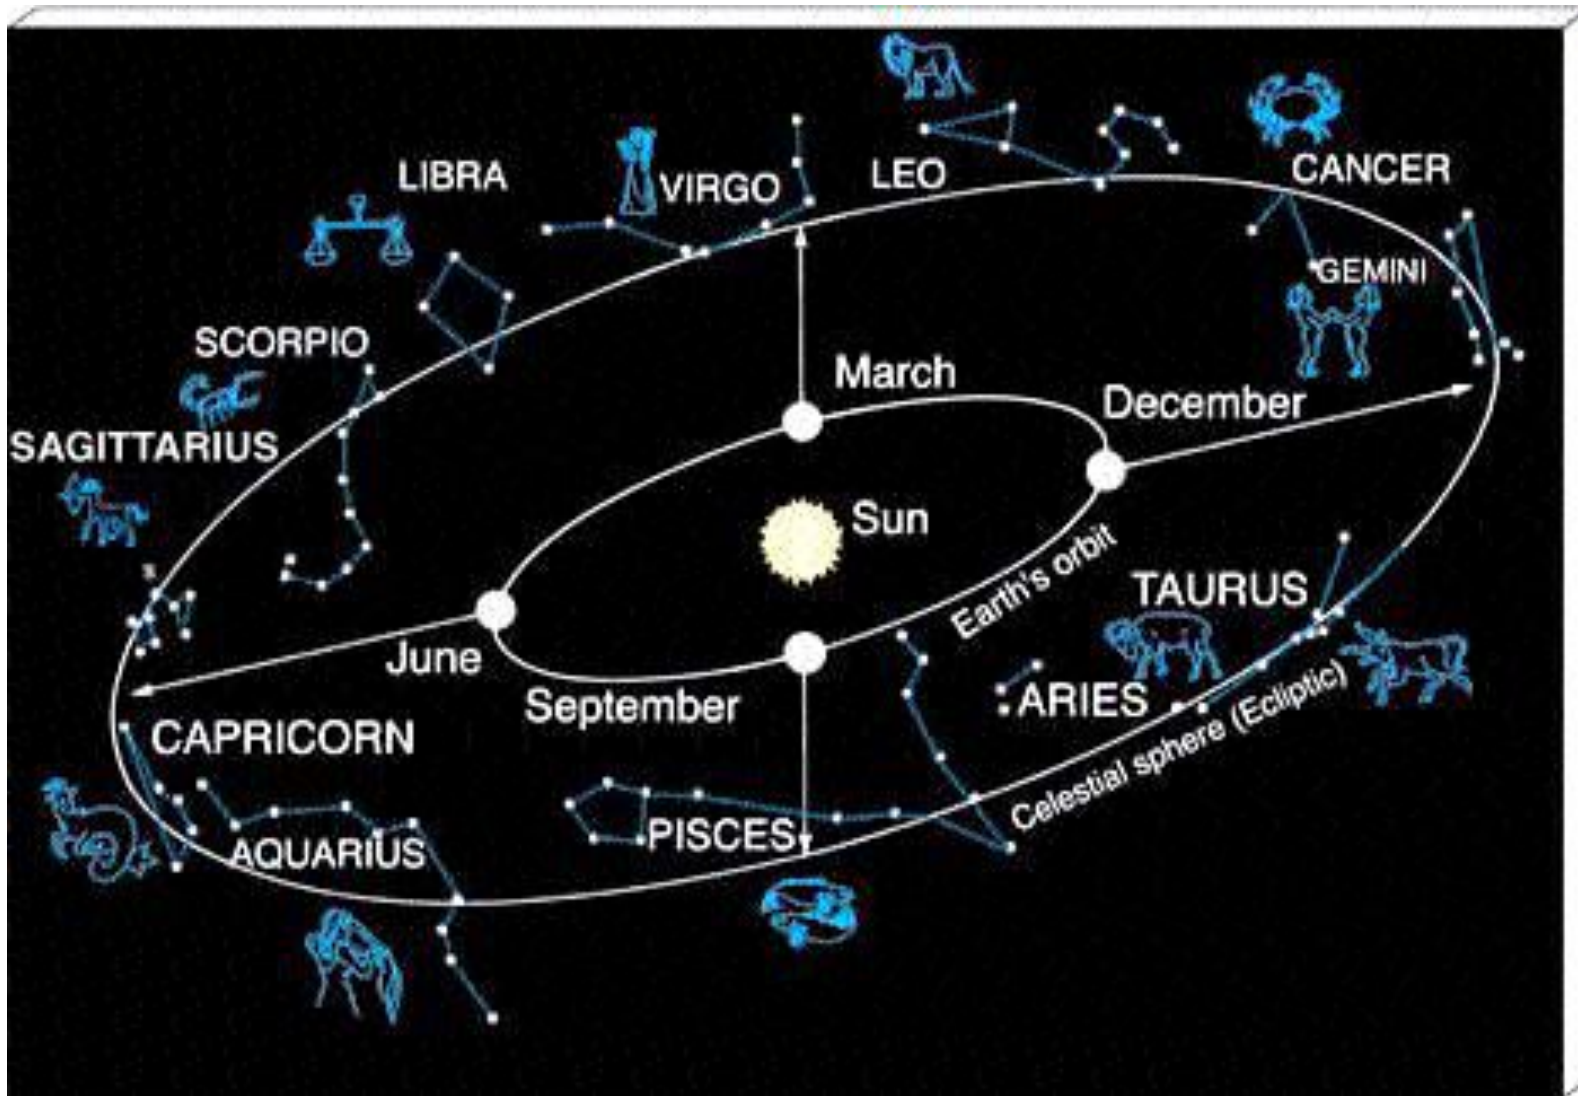 LEO
CANCER
LIBRA
VIRGO
GEMINI
SCORPIO
March
December
SAGITTARIUS
Sun
Earth's orbit
TAURUS
June
September
ARIES
CAPRICORN
Celestial sphere (Ecliptic)
AQUARIUS
PISCES